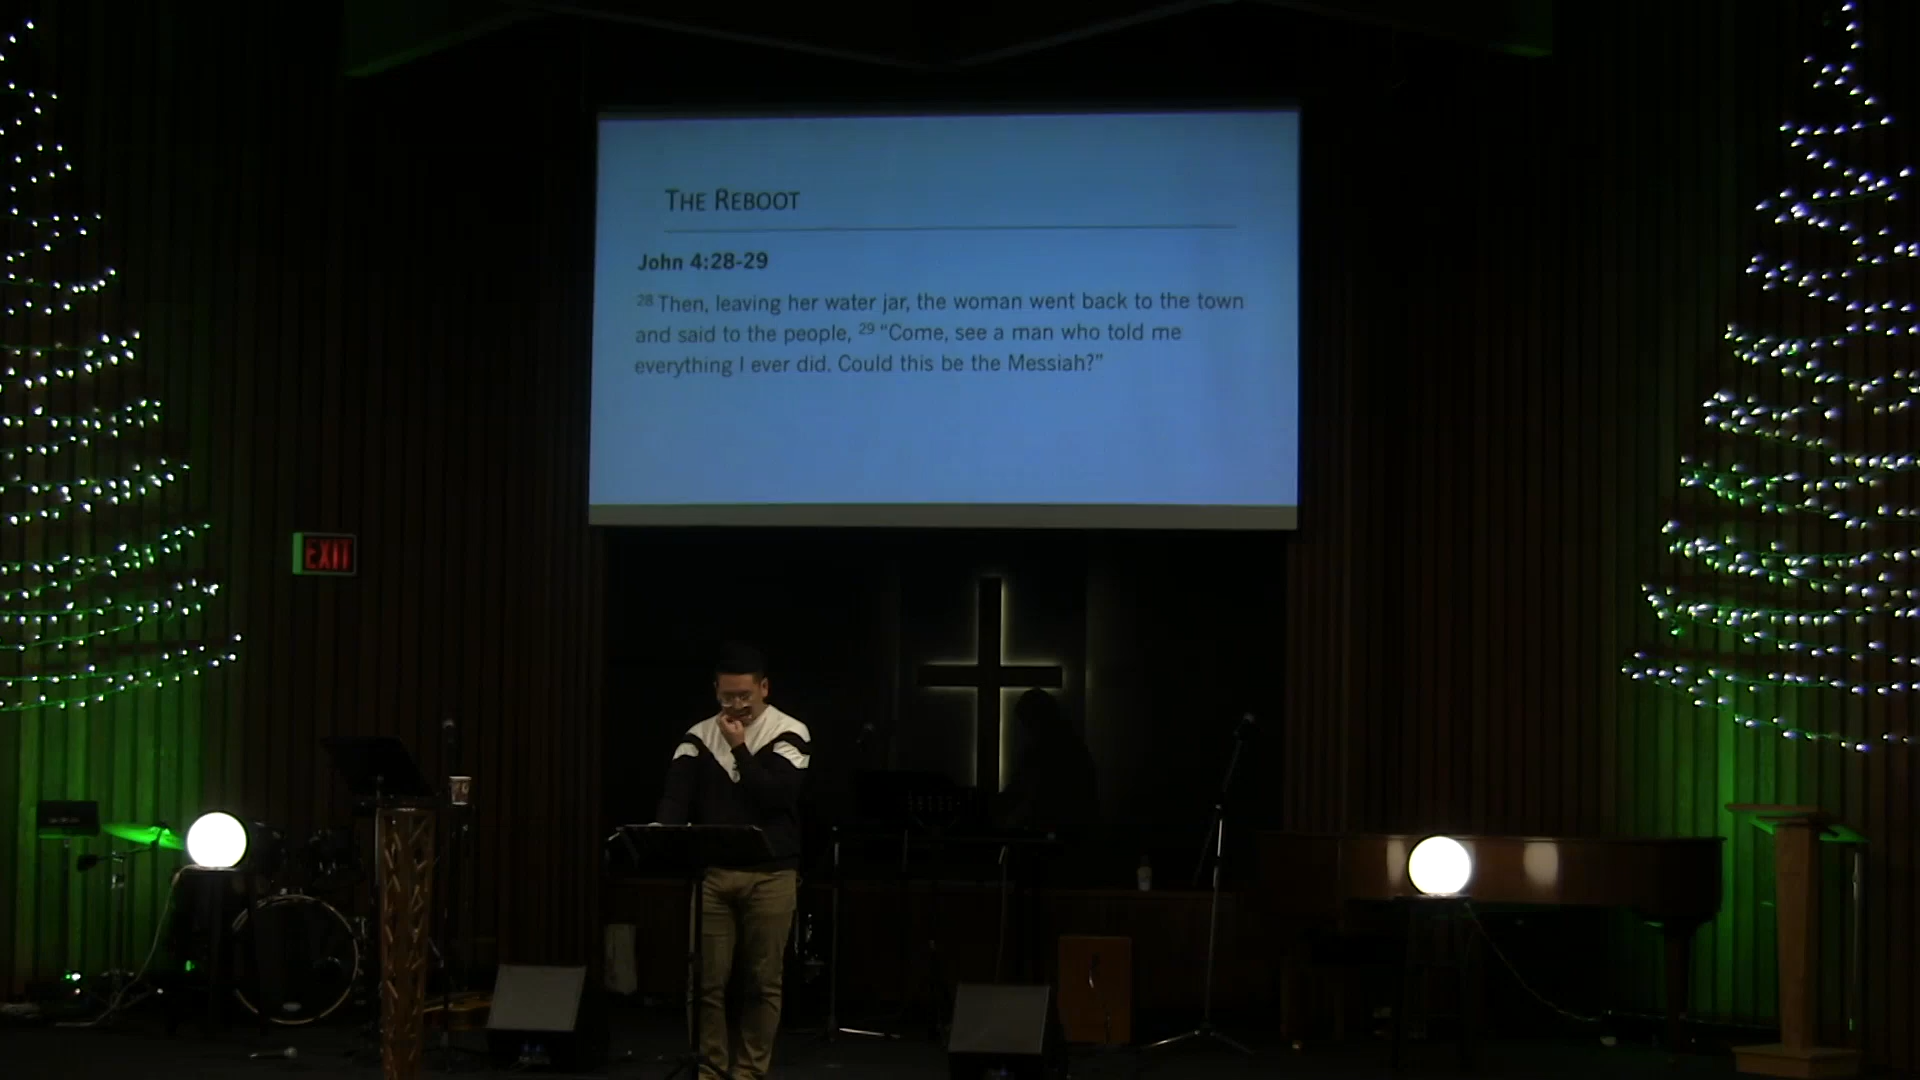 THE REBOOT
John 4:28-29
28 Then, leaving her water jar, the woman went back to the town
and said to the people, 29 “Come, see a man who told me
everything I ever did. Could this be the Messiah?”
EXIT